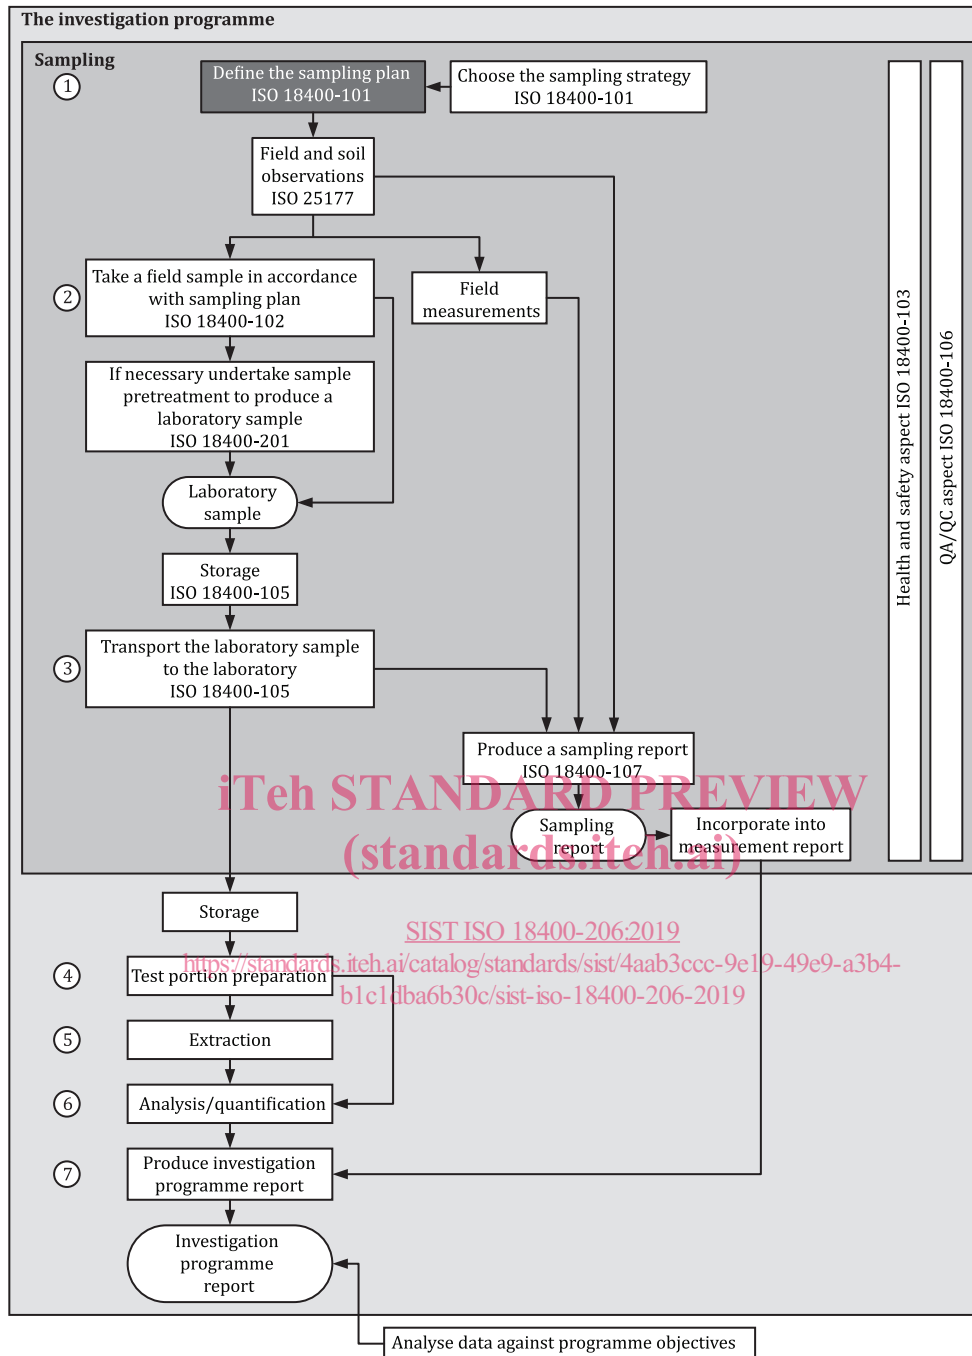 The investigation programme
Sampling
1
Define the sampling plan
ISO 18400-101
Choose the sampling strategy
ISO 18400-101
Field and soil
observations
ISO 25177
2
Take a field sample in accordance
with sampling plan
ISO 18400-102
Field
measurements
If necessary undertake sample
pretreatment to produce a
laboratory sample
ISO 18400-201
Laboratory
sample
Storage
ISO 18400-105
3
Transport the laboratory sample
to the laboratory
ISO 18400-105
Produce a sampling report
ISO 18400-107
Sampling
report
Incorporate into
measurement report
Health and safety aspect ISO 18400-103
QA/QC aspect ISO 18400-106
iTeh STANDARD PREVIEW
(standards.iteh.ai)
Storage
SIST ISO 18400-206:2019
https://standards.iteh.ai/catalog/standards/sist/4aab3ccc-9e19-49e9-a3b4-
b1c1dba6b30c/sist-iso-18400-206-2019
4
Test portion preparation
5
Extraction
6
Analysis/quantification
7
Produce investigation
programme report
Investigation
programme
report
Analyse data against programme objectives